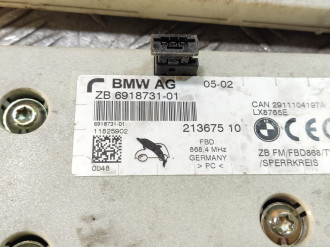 BMW AG
05-02
ZB 6918731-01
CAN 2911104197
LX8765E
6918731-01
11825902
213675 10
FBD
868,4 MHz
GERMANY
> PC <
0048
ZB FM/FBD868/
/SPERRKREIS